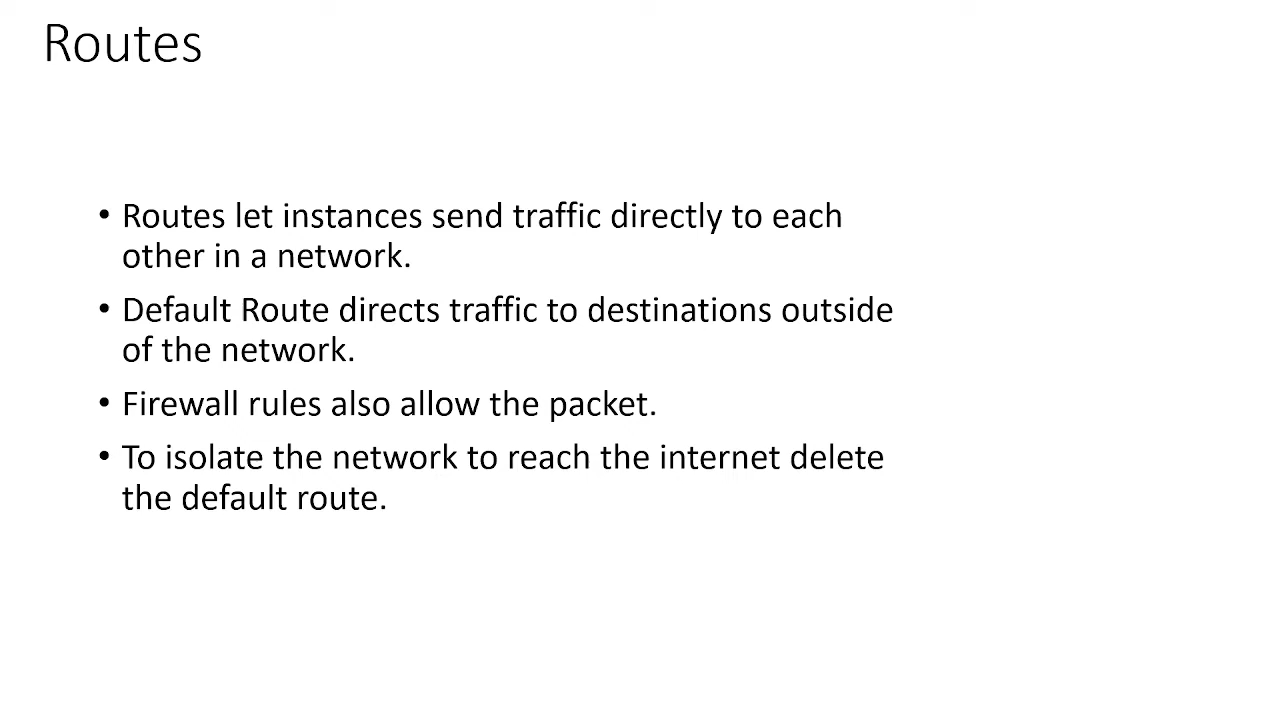 Routes
• Routes let instances send traffic directly to each
other in a network.
• Default Route directs traffic to destinations outside
of the network.
• Firewall rules also allow the packet.
• To isolate the network to reach the internet delete
the default route.